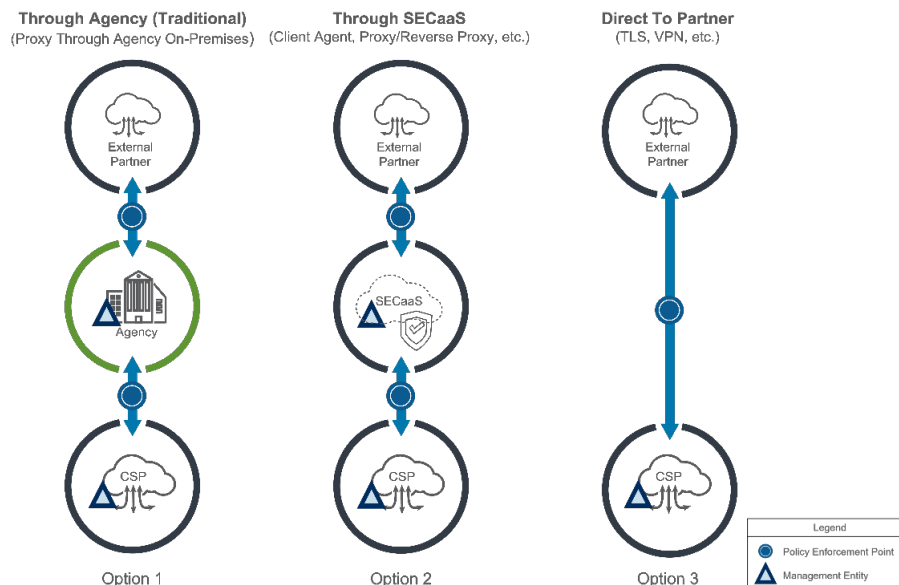 Through Agency (Traditional)
(Proxy Through Agency On-Premises)
External
Partner
Agency
CSP
Option 1
Through SECaaS
(Client Agent, Proxy/Reverse Proxy, etc.)
External
Partner
SECaaS
CSP
Option 2
Direct To Partner
(TLS, VPN, etc.)
External
Partner
CSP
Option 3
Legend
Policy Enforcement Point
Management Entity